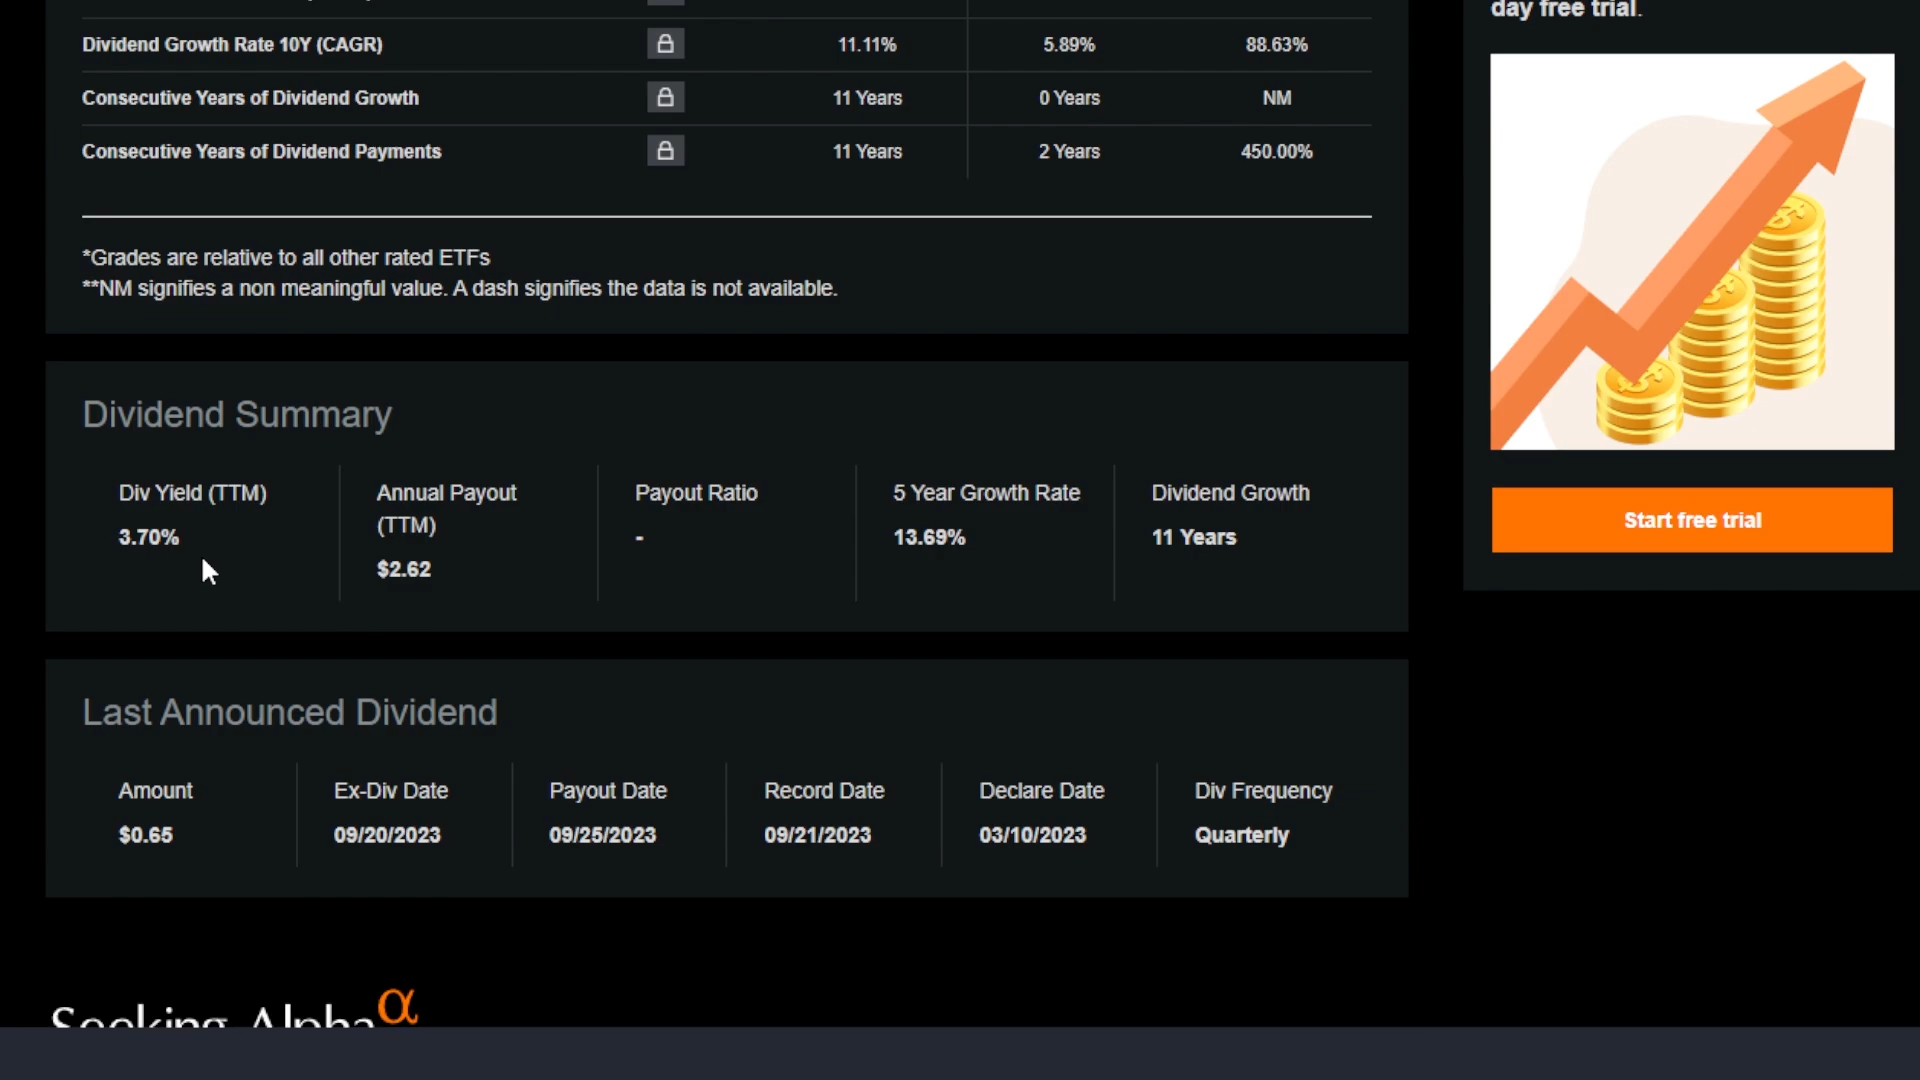 day free trial.
Dividend Growth Rate 10Y (CAGR) 11.11% 5.89% 88.63%
Consecutive Years of Dividend Growth 11 Years 0 Years NM
Consecutive Years of Dividend Payments 11 Years 2 Years 450.00%
*Grades are relative to all other rated ETFs
**NM signifies a non meaningful value. A dash signifies the data is not available.
Dividend Summary
Div Yield (TTM) Annual Payout Payout Ratio 5 Year Growth Rate Dividend Growth
(TTM)
3.70% - 13.69% 11 Years
$2.62
Start free trial
Last Announced Dividend
Amount Ex-Div Date Payout Date Record Date Declare Date Div Frequency
$0.65 09/20/2023 09/25/2023 09/21/2023 03/10/2023 Quarterly
Seeking Alpha α